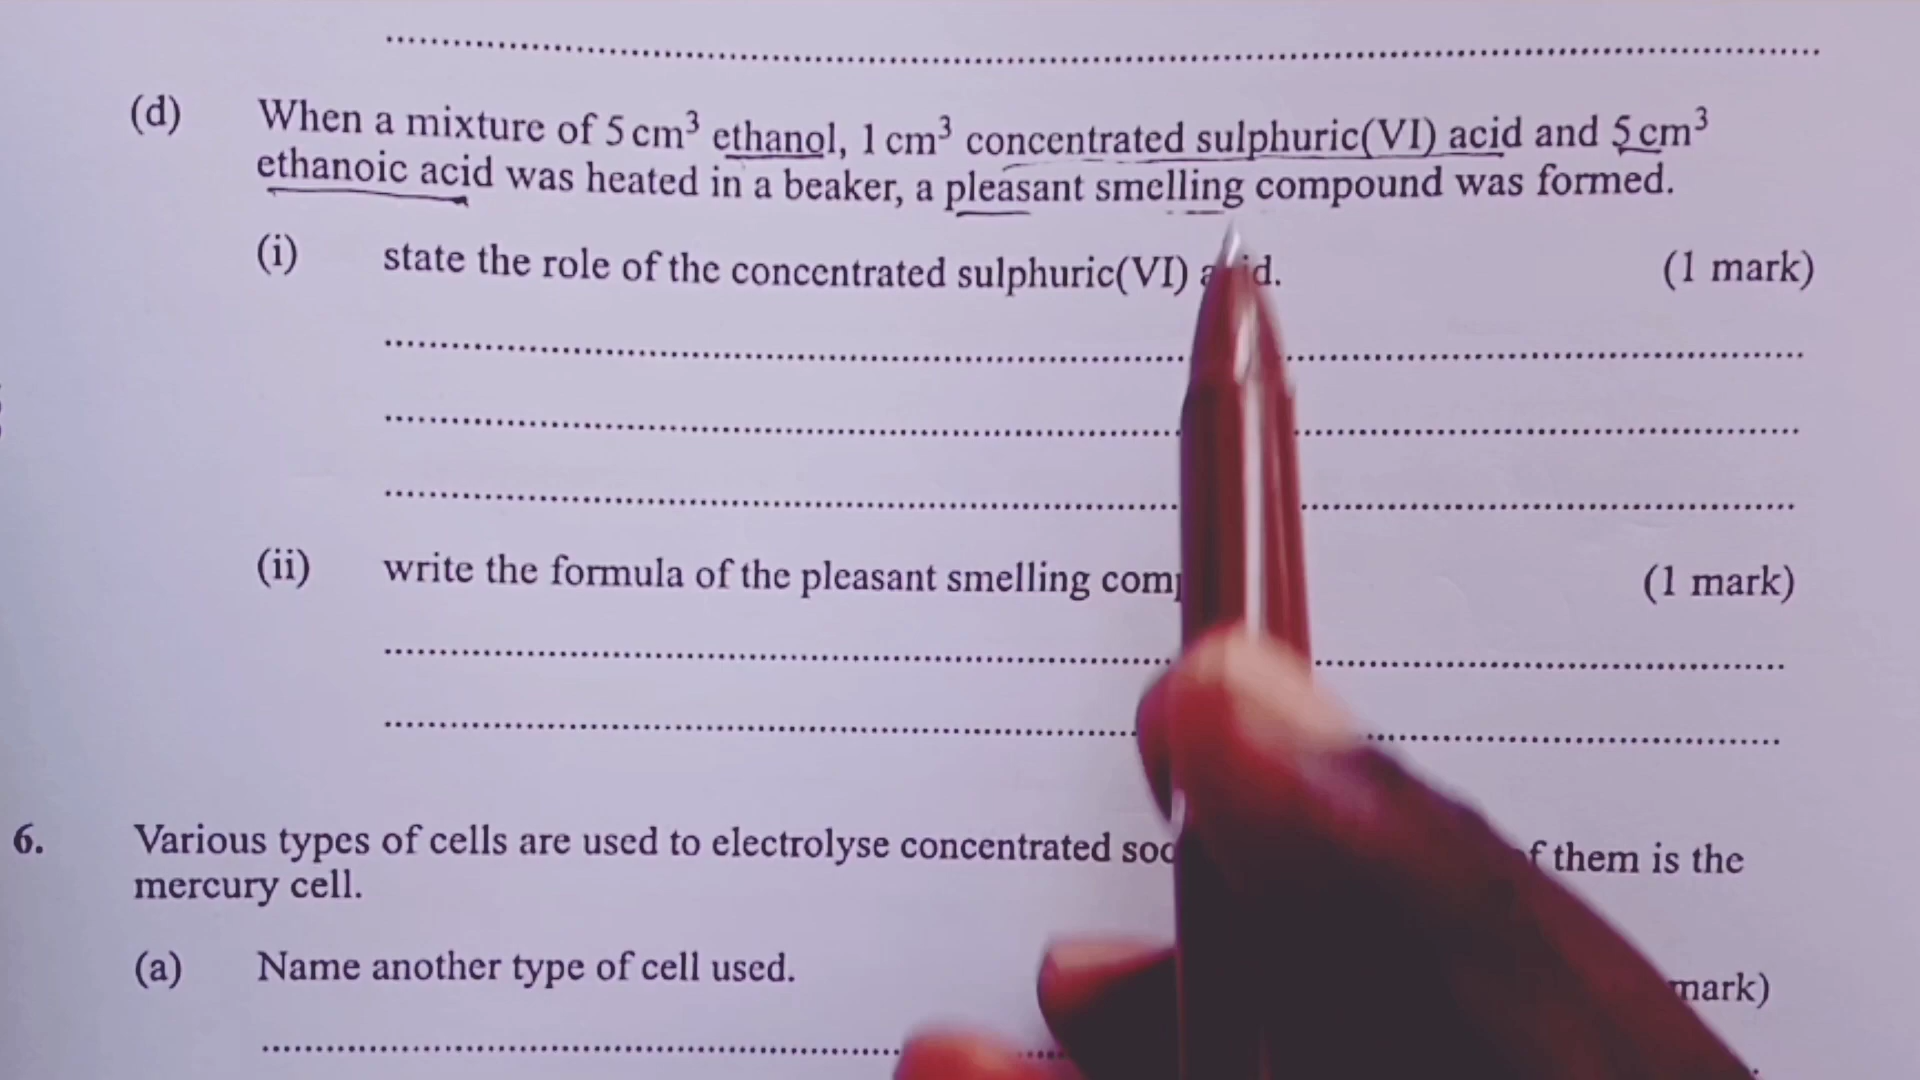 (d) When a mixture of 5 cm³ ethanol, 1 cm³ concentrated sulphuric(VI) acid and 5 cm³
ethanoic acid was heated in a beaker, a pleasant smelling compound was formed.
(i) state the role of the concentrated sulphuric(VI) acid. (1 mark)
(ii) write the formula of the pleasant smelling (1 mark)
6. Various types of cells are used to electrolyse concentrated them is the
mercury cell.
(a) Name another type of cell used. mark)